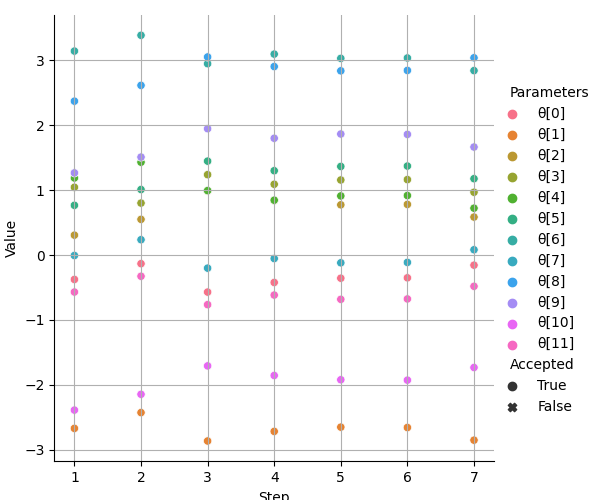 3
2
1
0
−1
−2
−3
Value
1 2 3 4 5 6 7
Step
Parameters
θ[0]
θ[1]
θ[2]
θ[3]
θ[4]
θ[5]
θ[6]
θ[7]
θ[8]
θ[9]
θ[10]
θ[11]
Accepted
True
False